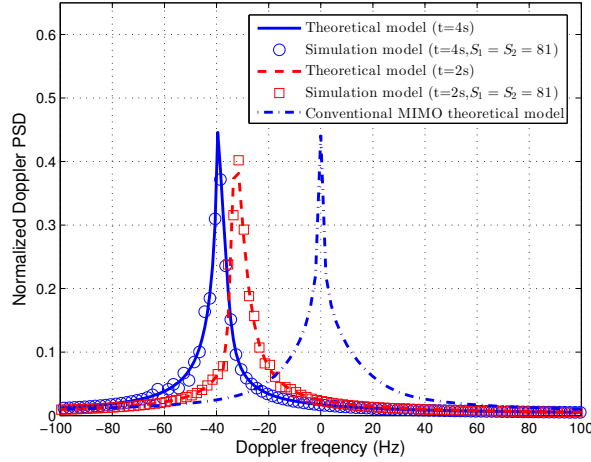 Theoretical model (t=4s)
Simulation model (t=4s,S₁ = S₂ = 81)
Theoretical model (t=2s)
Simulation model (t=2s,S₁ = S₂ = 81)
Conventional MIMO theoretical model
Normalized Doppler PSD
0.6
0.5
0.4
0.3
0.2
0.1
0
−100 −80 −60 −40 −20 0 20 40 60 80 100
Doppler freqency (Hz)